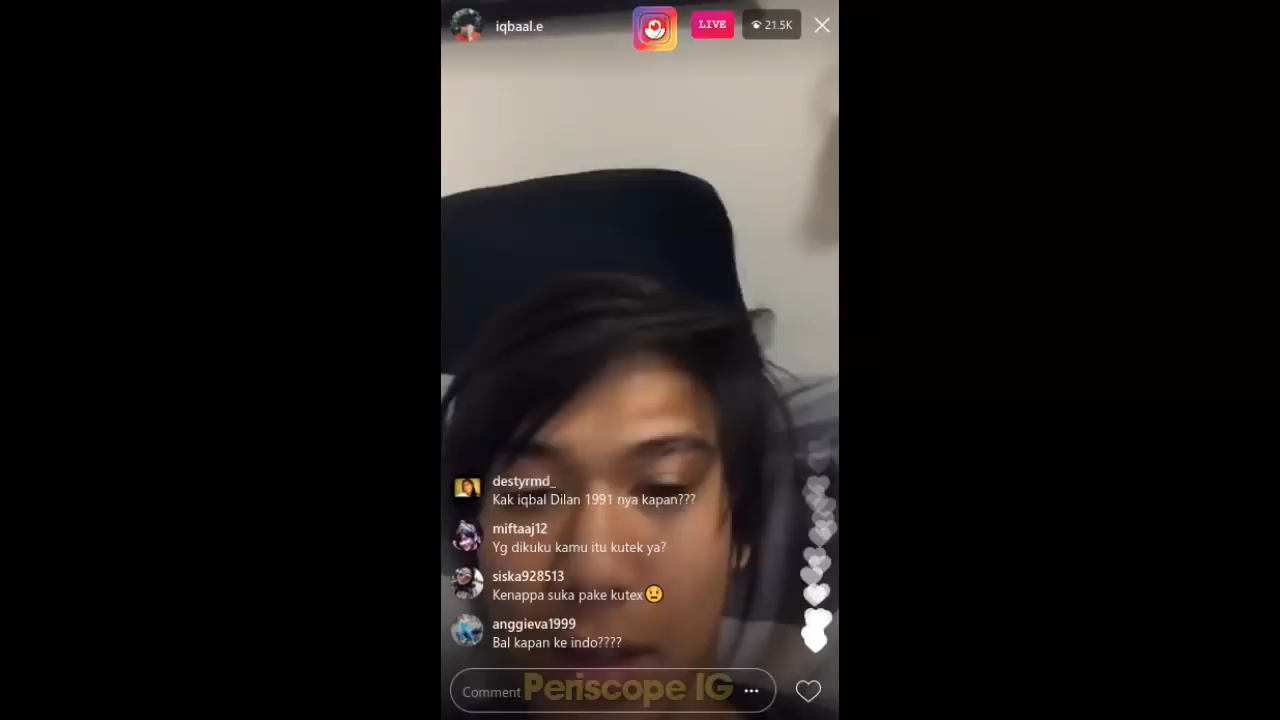 iqbaal.e
LIVE
21.5K
destyrmd_
Kak iqbal Dilan 1991 nya kapan???
miftaaj12
Yg dikuku kamu itu kutek ya?
siska928513
Kenappa suka pake kutex😢
anggieva1999
Bal kapan ke indo????
Comment
Periscope IG